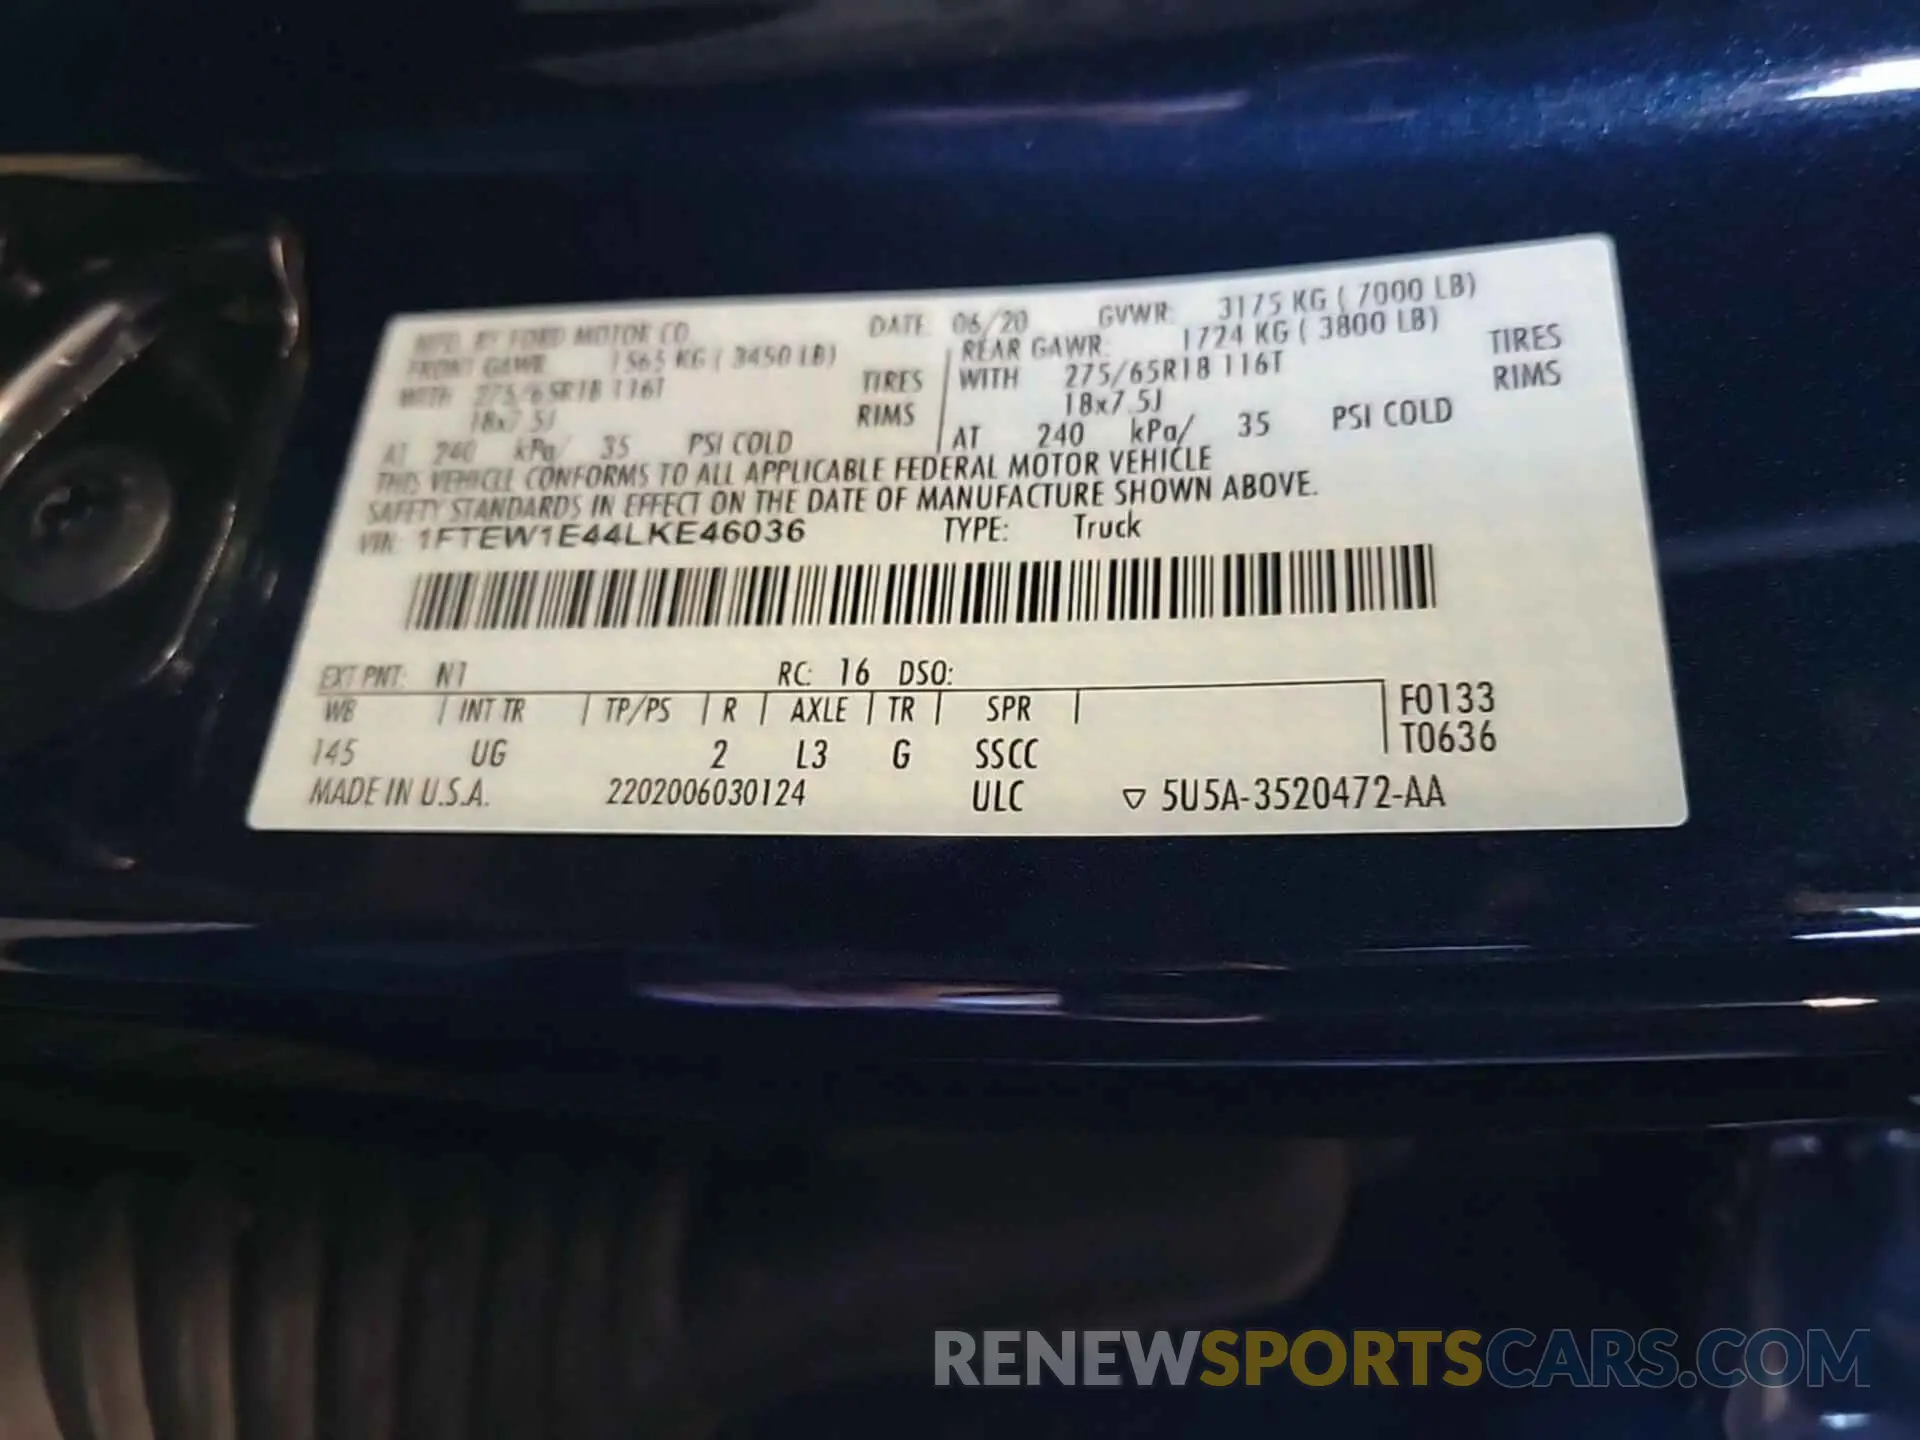 MFD. BY FORD MOTOR CO. DATE: 06/20 GVWR: 3175 KG ( 7000 LB)
FRONT GAWR: 1565 KG ( 3450 LB) REAR GAWR: 1724 KG ( 3800 LB)
WITH 275/65R18 116T TIRES WITH 275/65R18 116T TIRES
18x7.5J RIMS 18x7.5J RIMS
AT 240 kPa/ 35 PSI COLD AT 240 kPa/ 35 PSI COLD
THIS VEHICLE CONFORMS TO ALL APPLICABLE FEDERAL MOTOR VEHICLE
SAFETY STANDARDS IN EFFECT ON THE DATE OF MANUFACTURE SHOWN ABOVE.
VIN: 1FTEW1E44LKE46036 TYPE: Truck
EXT PNT: N1 RC: 16 DSO:
WB INT TR TP/PS R AXLE TR SPR F0133
T0636
145 UG 2 L3 G SSCC
MADE IN U.S.A. 2202006030124 ULC ▽ 5U5A-3520472-AA
RENEWSPORTSCARS.COM